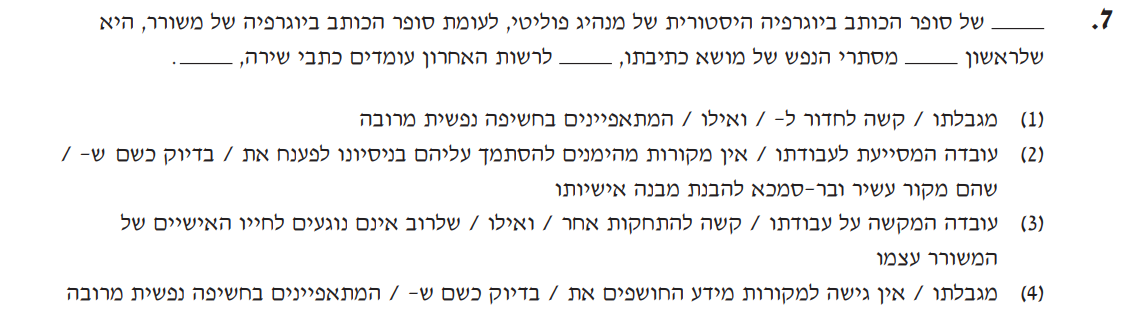 7. _____ של סופר הכותב ביוגרפיה היסטורית של מנהיג פוליטי, לעומת סופר הכותב ביוגרפיה של משורר, היא
שלראשון _____ מסתרי הנפש של מושא כתיבתו, _____ לרשות האחרון עומדים כתבי שירה, _____.
(1) מגבלתו / קשה לחדור ל- / ואילו / המתאפיינים בחשיפה נפשית מרובה
(2) עובדה המסייעת לעבודתו / אין מקורות מהימנים להסתמך עליהם בניסיונו לפענח את / בדיוק כשם ש- /
שהם מקור עשיר ובר-סמכא להבנת מבנה אישיותו
(3) עובדה המקשה על עבודתו / קשה להתחקות אחר / ואילו / שלרוב אינם נוגעים לחייו האישיים של
המשורר עצמו
(4) מגבלתו / אין גישה למקורות מידע החושפים את / בדיוק כשם ש- / המתאפיינים בחשיפה נפשית מרובה